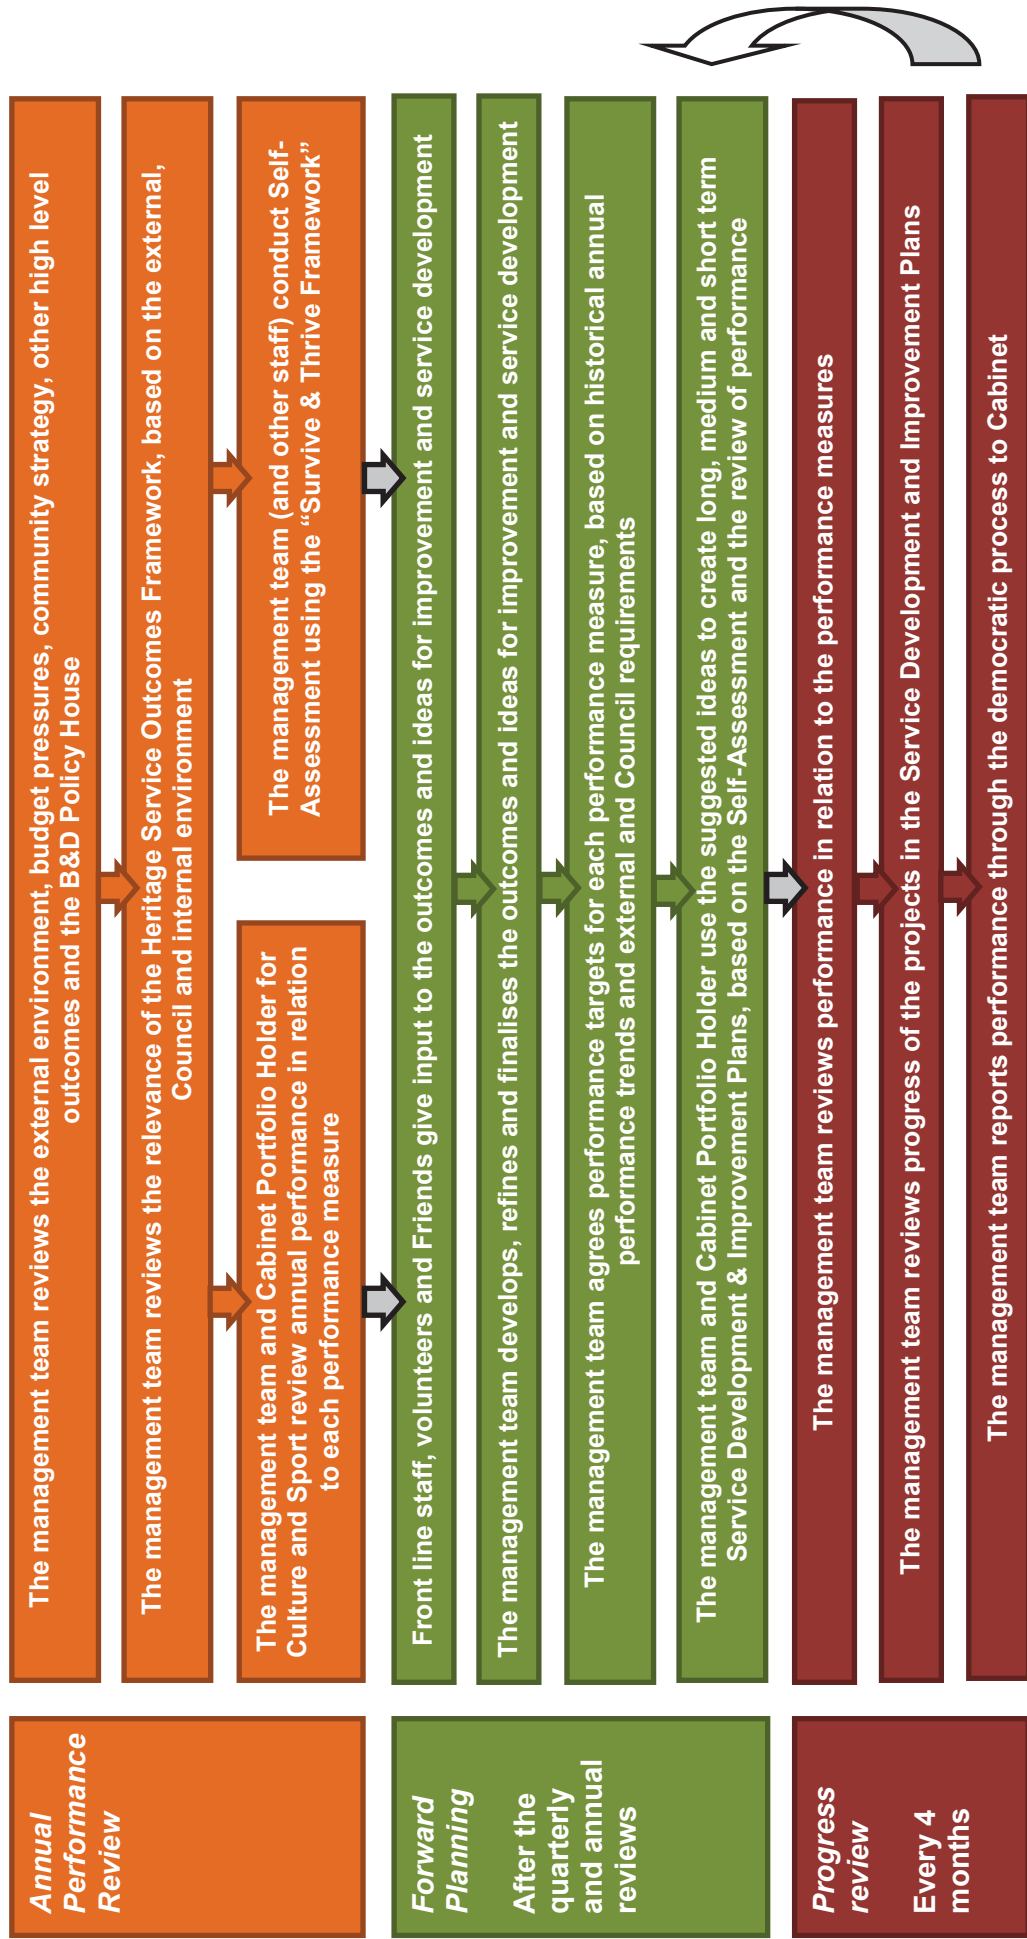 Annual
Performance
Review
The management team reviews the external environment, budget pressures, community strategy, other high level
outcomes and the B&D Policy House
The management team reviews the relevance of the Heritage Service Outcomes Framework, based on the external,
Council and internal environment
The management team and Cabinet Portfolio Holder for
Culture and Sport review annual performance in relation
to each performance measure
The management team (and other staff) conduct Self-
Assessment using the “Survive & Thrive Framework”
Forward
Planning
After the
quarterly
and annual
reviews
Front line staff, volunteers and Friends give input to the outcomes and ideas for improvement and service development
The management team develops, refines and finalises the outcomes and ideas for improvement and service development
The management team agrees performance targets for each performance measure, based on historical annual
performance trends and external and Council requirements
The management team and Cabinet Portfolio Holder use the suggested ideas to create long, medium and short term
Service Development & Improvement Plans, based on the Self-Assessment and the review of performance
Progress
review
Every 4
months
The management team reviews performance in relation to the performance measures
The management team reviews progress of the projects in the Service Development and Improvement Plans
The management team reports performance through the democratic process to Cabinet